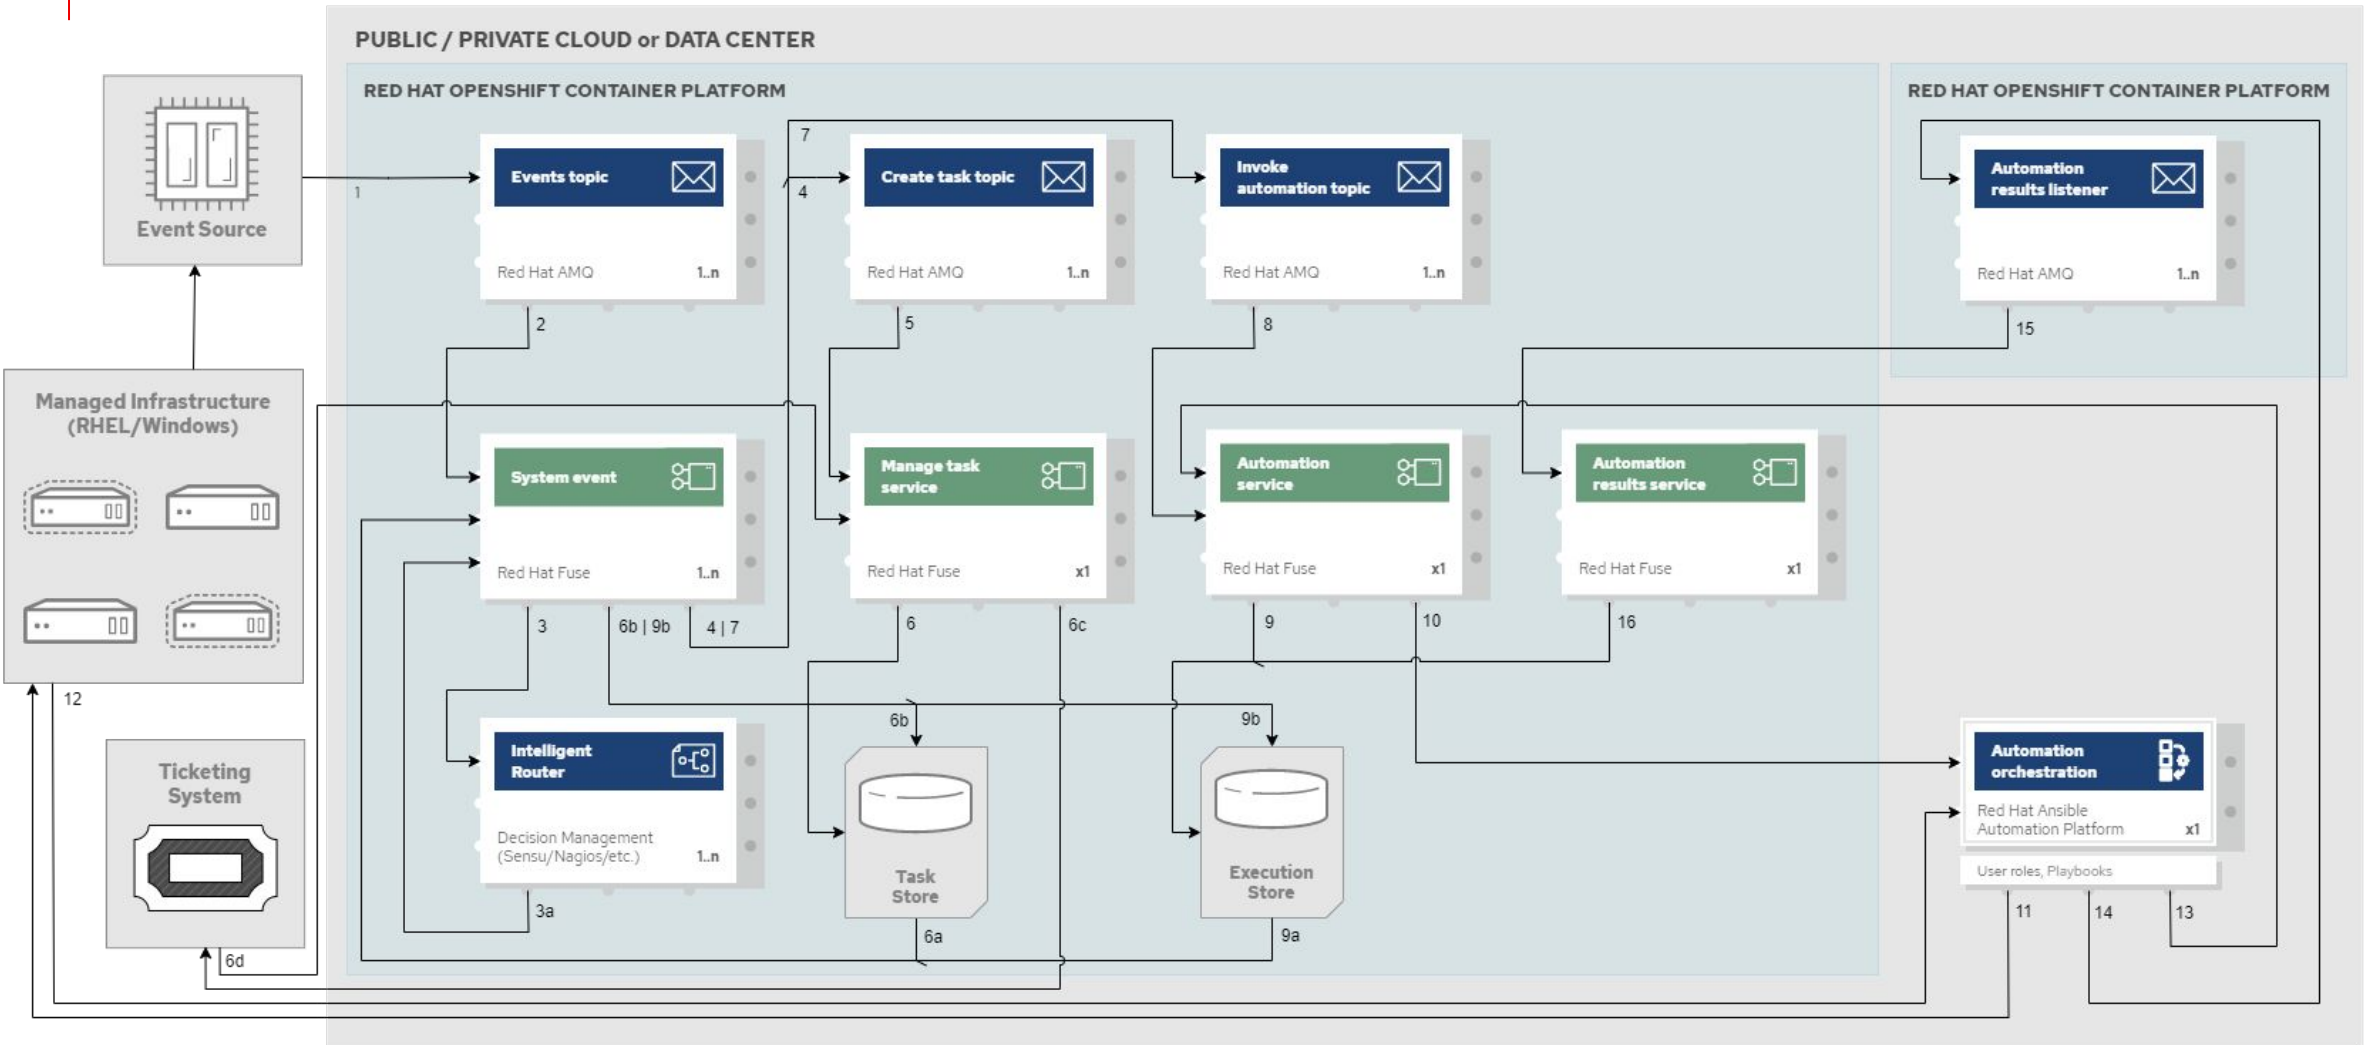 PUBLIC / PRIVATE CLOUD or DATA CENTER
RED HAT OPENSHIFT CONTAINER PLATFORM
RED HAT OPENSHIFT CONTAINER PLATFORM
Event Source
1
Events topic
Red Hat AMQ
1..n
7
4
Create task topic
Red Hat AMQ
1..n
Invoke
automation topic
Red Hat AMQ
1..n
Automation
results listener
Red Hat AMQ
1..n
2
5
8
15
Managed Infrastructure
(RHEL/Windows)
System event
Red Hat Fuse
1..n
Manage task
service
Red Hat Fuse
x1
Automation
service
Red Hat Fuse
x1
Automation
results service
Red Hat Fuse
x1
3
6b | 9b
4 | 7
6
6c
9
10
16
12
6b
9b
Ticketing
System
Intelligent
Router
Decision Management
(Sensu/Nagios/etc.)
1..n
Task
Store
Execution
Store
Automation
orchestration
Red Hat Ansible
Automation Platform
x1
User roles, Playbooks
3a
6a
9a
11
14
13
6d